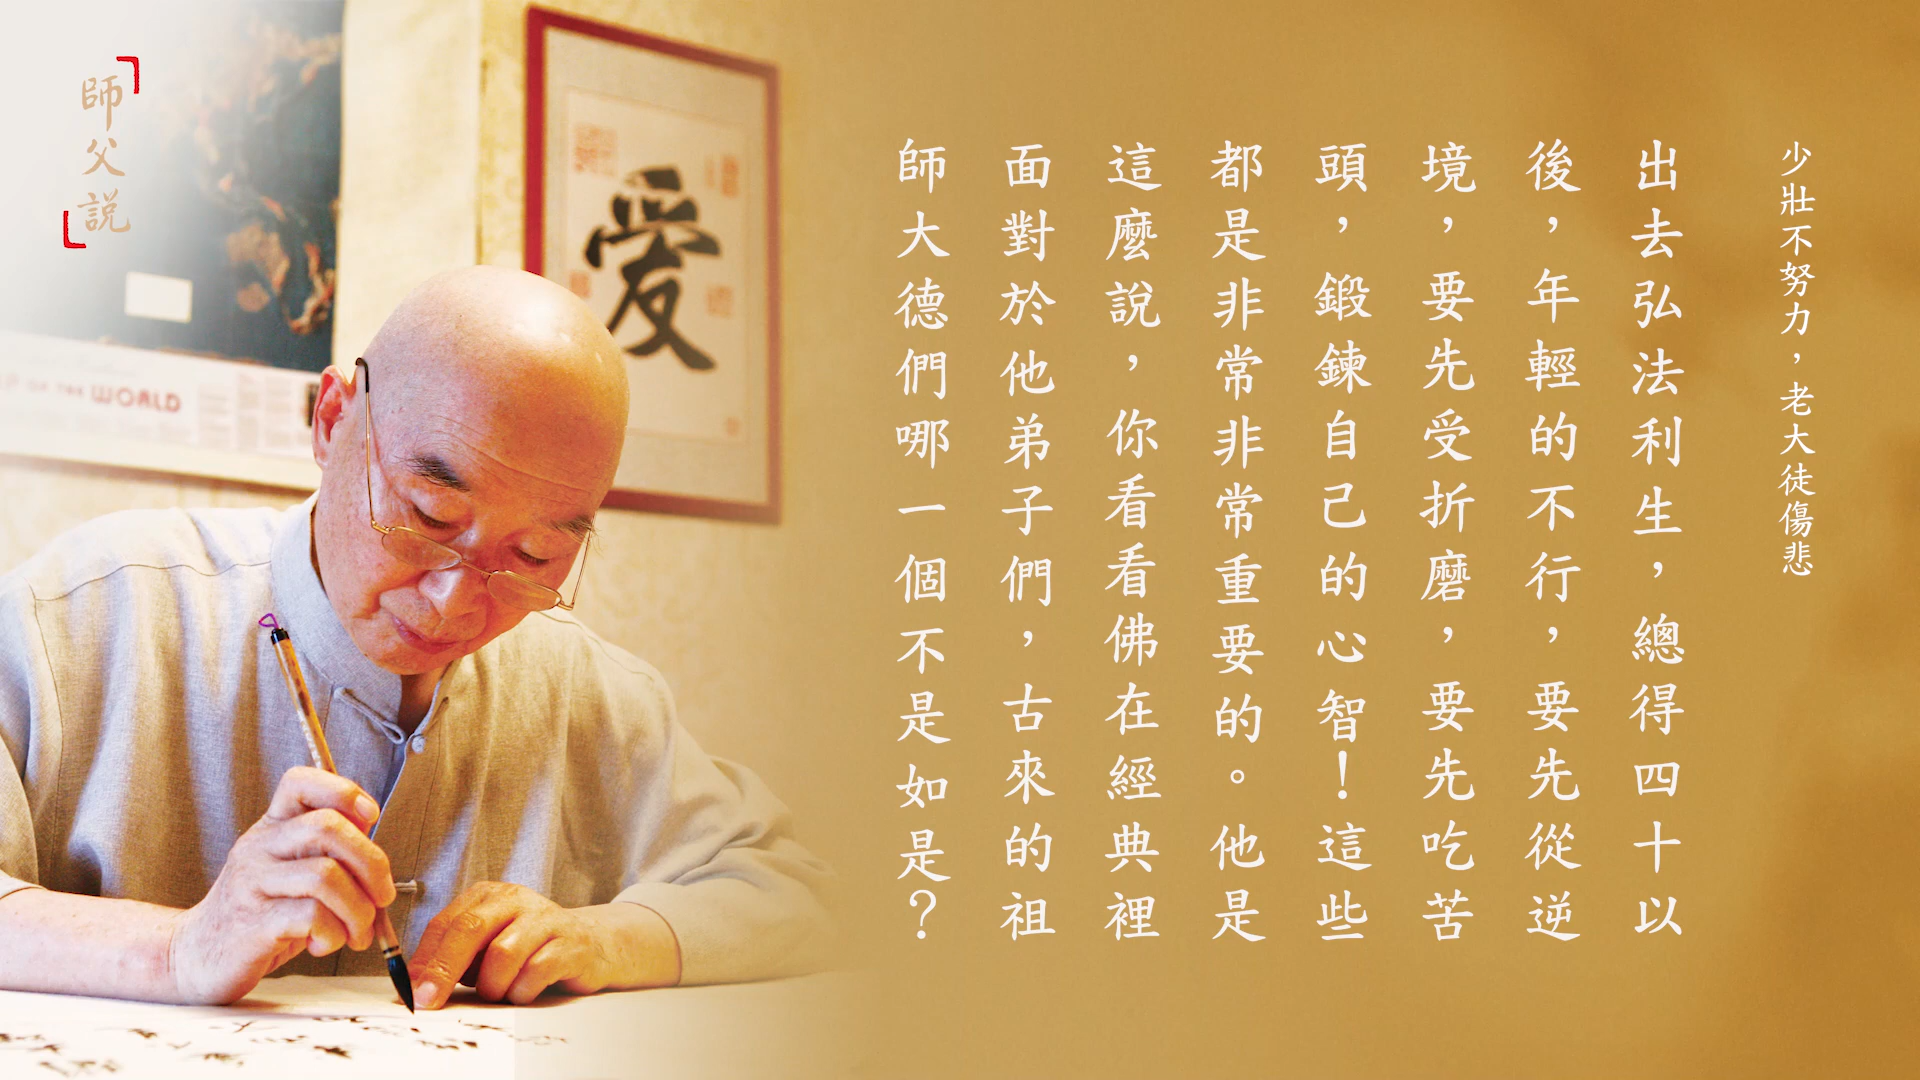 師父說
少壯不努力，老大徒傷悲
出去弘法利生，總得四十以
後，年輕的不行，要先從逆
境，要先受折磨，要先吃苦
頭，鍛鍊自己的心智！這些
都是非常非常重要的。他是
這麼說，你看看佛在經典裡
面對於他弟子們，古來的祖
師大德們哪一個不是如是？
愛
OF THE WORLD